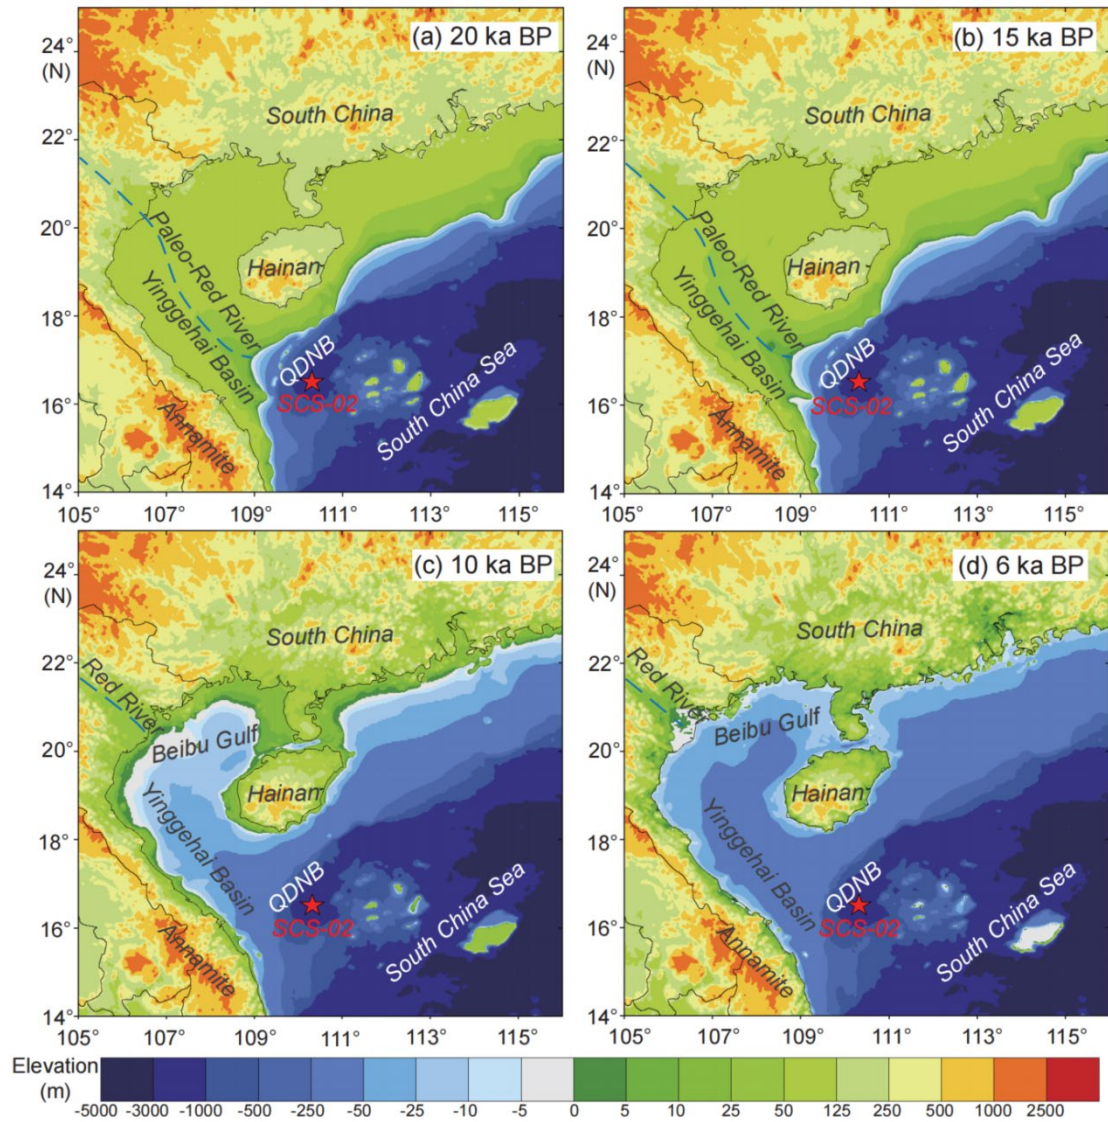 (a) 20 ka BP
24°
(N)
South China
22°
20°
Paleo-Red River
Hainan
18°
Yinggehai Basin
QDNB
SCS-02
16°
South China Sea
Annamite
14°
105° 107° 109° 111° 113° 115°
(b) 15 ka BP
24°
(N)
South China
22°
20°
Paleo-Red River
Hainan
18°
Yinggehai Basin
QDNB
SCS-02
16°
South China Sea
Annamite
14°
105° 107° 109° 111° 113° 115°
(c) 10 ka BP
24°
(N)
South China
22°
Red River
Beibu Gulf
20°
Hainan
Yinggehai Basin
18°
QDNB
SCS-02
16°
South China Sea
Annamite
14°
105° 107° 109° 111° 113° 115°
(d) 6 ka BP
24°
(N)
South China
22°
Red River
Beibu Gulf
20°
Hainan
Yinggehai Basin
18°
QDNB
SCS-02
16°
South China Sea
Annamite
14°
105° 107° 109° 111° 113° 115°
Elevation
(m)
-5000 -3000 -1000 -500 -250 -50 -25 -10 -5 0 5 10 25 50 125 250 500 1000 2500